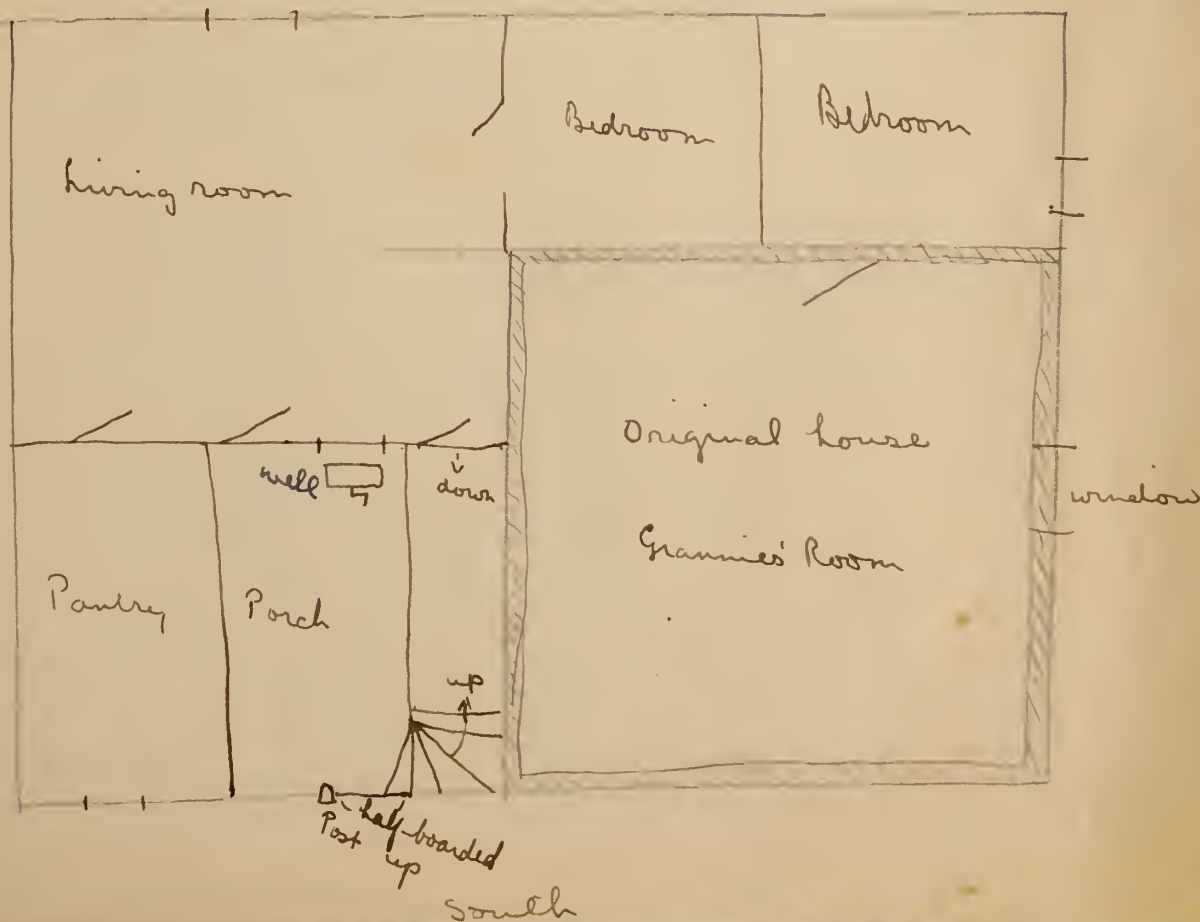 Living room
Bedroom
Bedroom
well
down
Original house
Grannie's Room
window
Pantry
Porch
up
Post
half-boarded
up
South